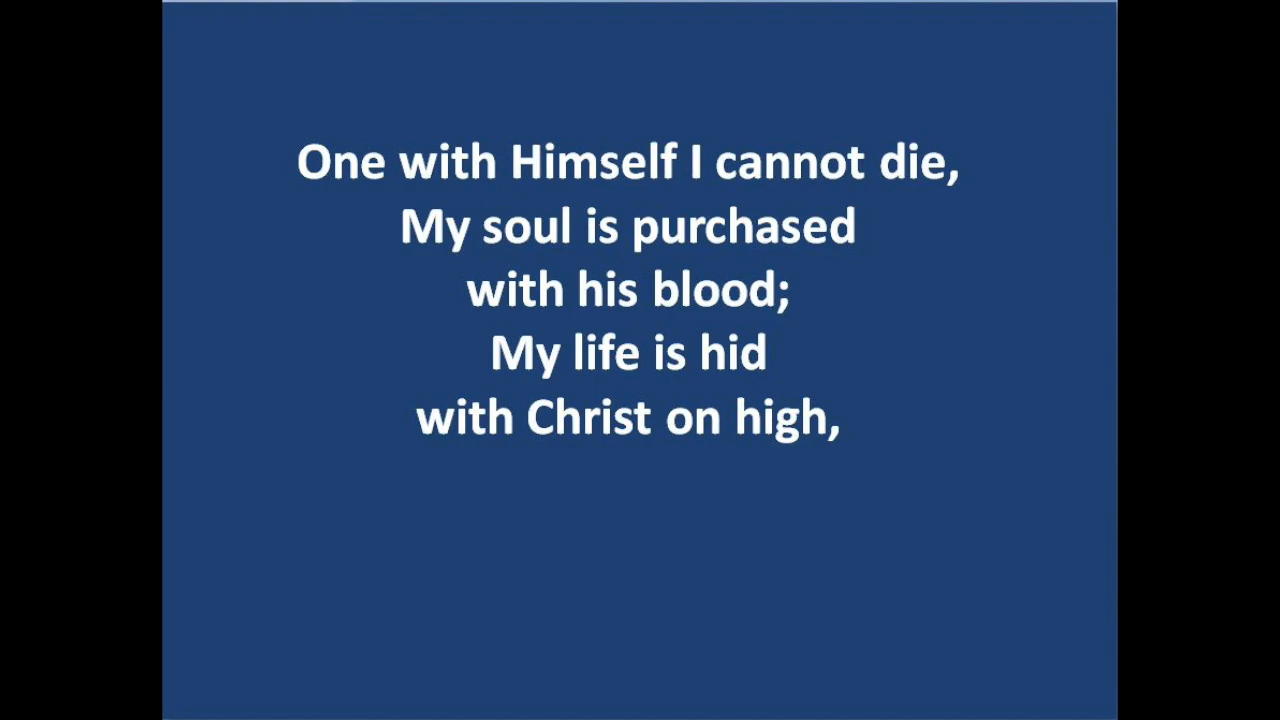 One with Himself I cannot die,
My soul is purchased
with his blood;
My life is hid
with Christ on high,